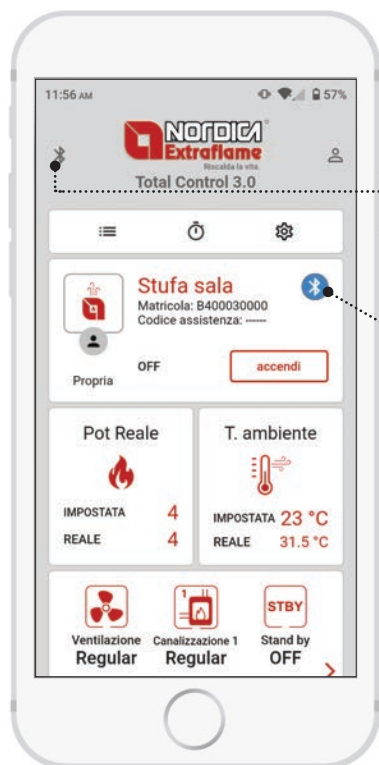 11:56 AM 57%
NORDICA
Extraflame
Riscalda la vita.
Total Control 3.0
Stufa sala
Matricola: B400030000
Codice assistenza: ------
Propria
OFF
accendi
Pot Reale
IMPOSTATA 4
REALE 4
T. ambiente
IMPOSTATA 23 °C
REALE 31.5 °C
1
STBY
Ventilazione
Regular
Canalizzazione 1
Regular
Stand by
OFF